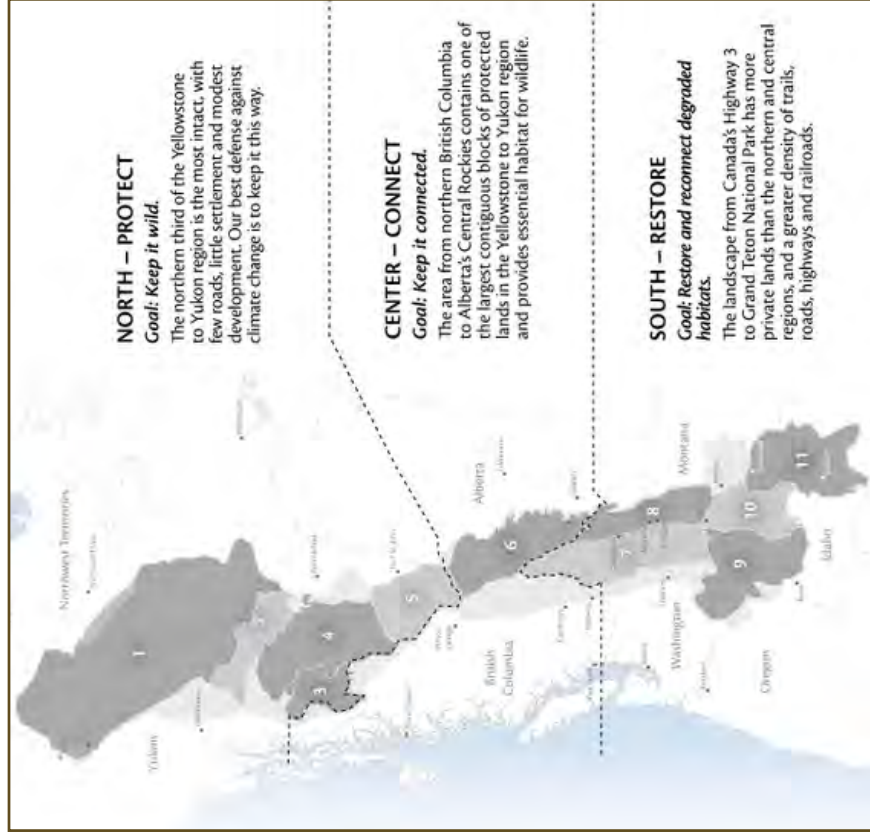 NORTH – PROTECT
Goal: Keep it wild.
The northern third of the Yellowstone
to Yukon region is the most intact, with
few roads, little settlement and modest
development. Our best defense against
climate change is to keep it this way.
CENTER – CONNECT
Goal: Keep it connected.
The area from northern British Columbia
to Alberta's Central Rockies contains one of
the largest contiguous blocks of protected
lands in the Yellowstone to Yukon region
and provides essential habitat for wildlife.
SOUTH – RESTORE
Goal: Restore and reconnect degraded
habitats.
The landscape from Canada's Highway 3
to Grand Teton National Park has more
private lands than the northern and central
regions, and a greater density of trails,
roads, highways and railroads.
Northwest Territories
Yukon
British
Columbia
Alberta
Washington
Montana
Oregon
Idaho
1
2
3
4
5
6
7
8
9
10
11